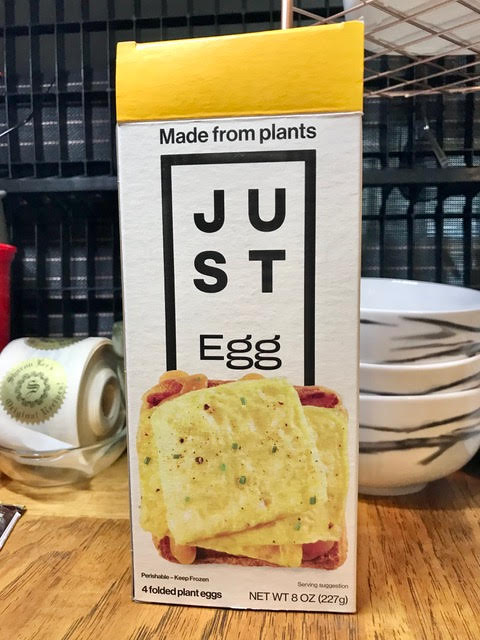 Made from plants
JU
ST
Egg
Perishable – Keep Frozen
Serving suggestion
4 folded plant eggs
NET WT 8 OZ (227g)
Original